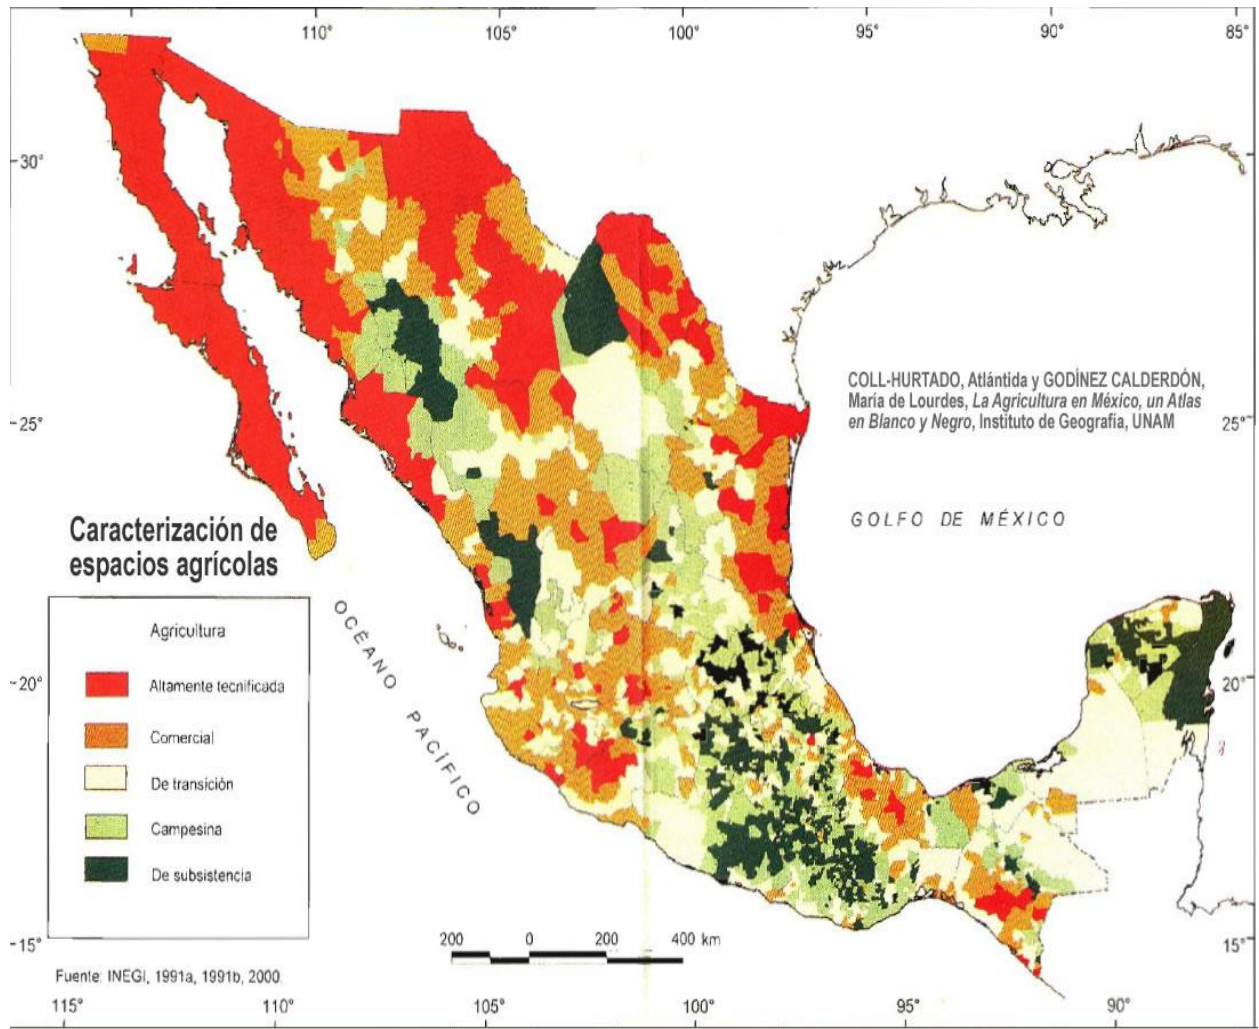 110° 105° 100° 95° 90° 85°
30°
COLL-HURTADO, Atlántida y GODÍNEZ CALDERDÓN,
María de Lourdes, La Agricultura en México, un Atlas
en Blanco y Negro, Instituto de Geografía, UNAM
25° 25°
GOLFO DE MÉXICO
Caracterización de
espacios agrícolas
OCÉANO PACÍFICO
Agricultura
Altamente tecnificada
Comercial
De transición
Campesina
De subsistencia
20° 20°
200 0 200 400 km
15° 15°
Fuente: INEGI, 1991a, 1991b, 2000.
115° 110° 105° 100° 95° 90°